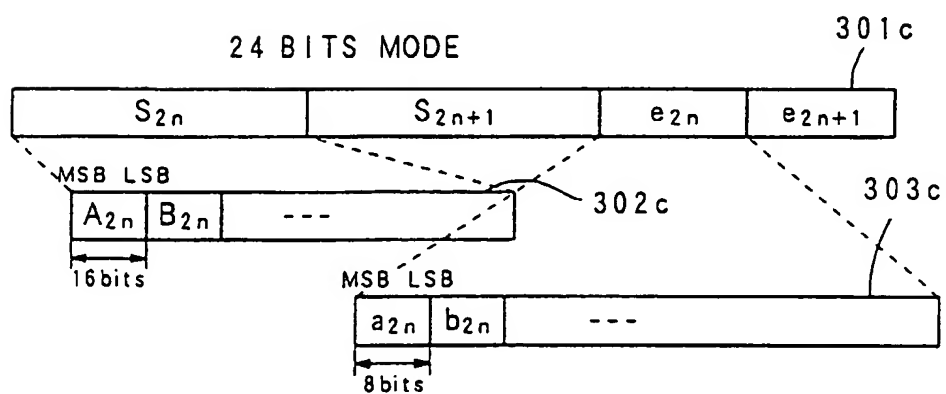 24 BITS MODE
301c
S2n S2n+1 e2n e2n+1
MSB LSB
302c
A2n B2n ---
303c
16bits
MSB LSB
a2n b2n ---
8bits